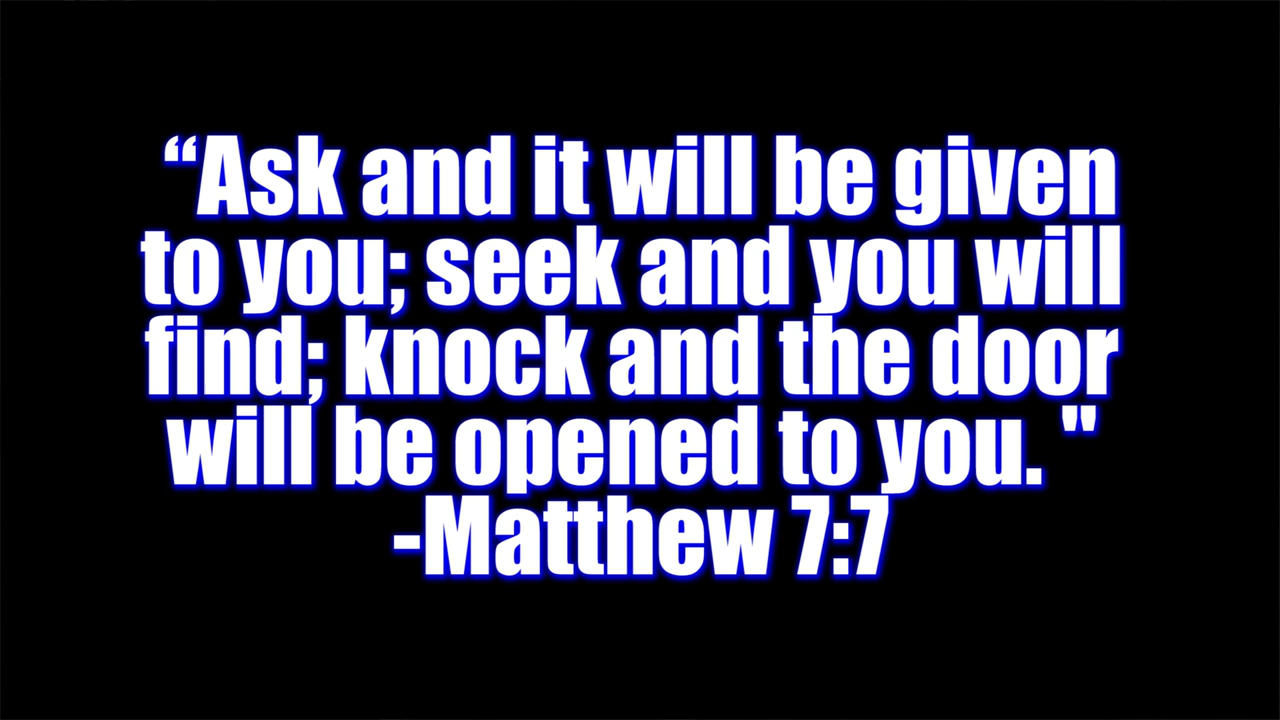 “Ask and it will be given
to you; seek and you will
find; knock and the door
will be opened to you. "
-Matthew 7:7